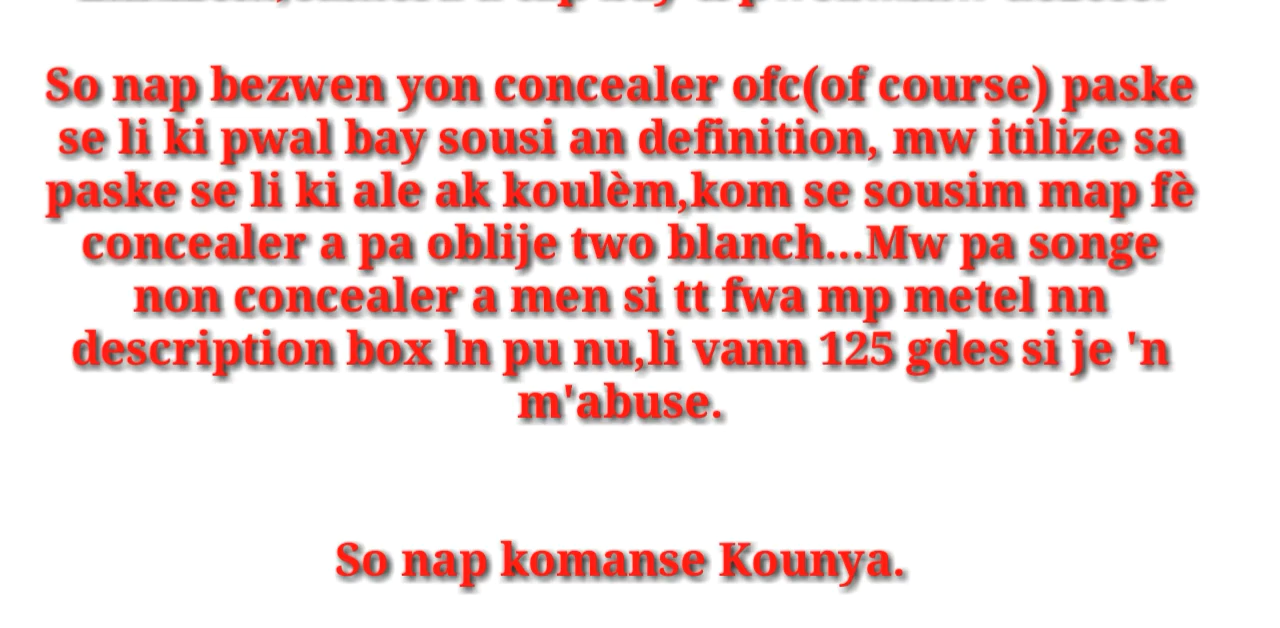 So nap bezwen yon concealer ofc(of course) paske
se li ki pwal bay sousi an definition, mw itilize sa
paske se li ki ale ak koulèm,kom se sousim map fè
concealer a pa oblije two blanch...Mw pa songe
non concealer a men si tt fwa mp metel nn
description box ln pu nu,li vann 125 gdes si je 'n
m'abuse.
So nap komanse Kounya.